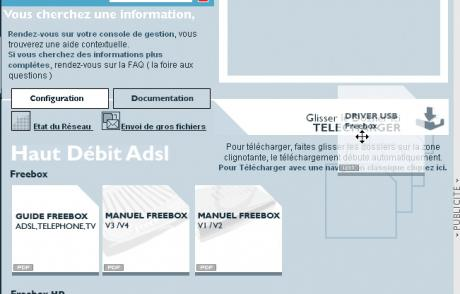 Vous cherchez une information,
Rendez-vous sur votre console de gestion, vous
trouverez une aide contextuelle.
Si vous cherchez des informations plus
complétes, rendez-vous sur la FAQ ( la foire aux
questions )
Configuration
Documentation
Etat du Réseau
Envoi de gros fichiers
Glisser
TELECHARGER
DRIVER USB
Freebox
Pour télécharger, faites glisser les dossiers sur la zone
clignotante, le téléchargement débute automatiquement.
Pour Télécharger avec une navigation classique cliquez ici.
Haut Débit Adsl
Freebox
GUIDE FREEBOX
ADSL,TELEPHONE,TV
PDF
MANUEL FREEBOX
V3 /V4
PDF
MANUEL FREEBOX
V1 /V2
PDF
PUBLICITÉ
Freebox HD